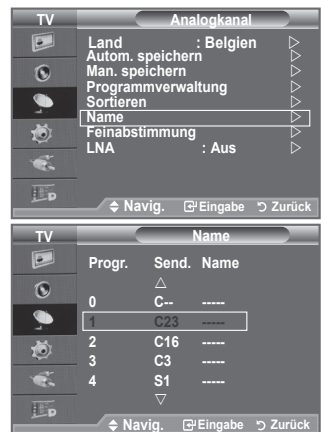 TV Analogkanal
Land : Belgien ▷
Autom. speichern ▷
Man. speichern ▷
Programmverwaltung ▷
Sortieren ▷
Name ▷
Feinabstimmung ▷
LNA : Aus ▷
Navig. Eingabe Zurück
TV Name
Progr. Send. Name
△
0 C-- -----
1 C23 -----
2 C16 -----
3 C3 -----
4 S1 -----
▽
Navig. Eingabe Zurück